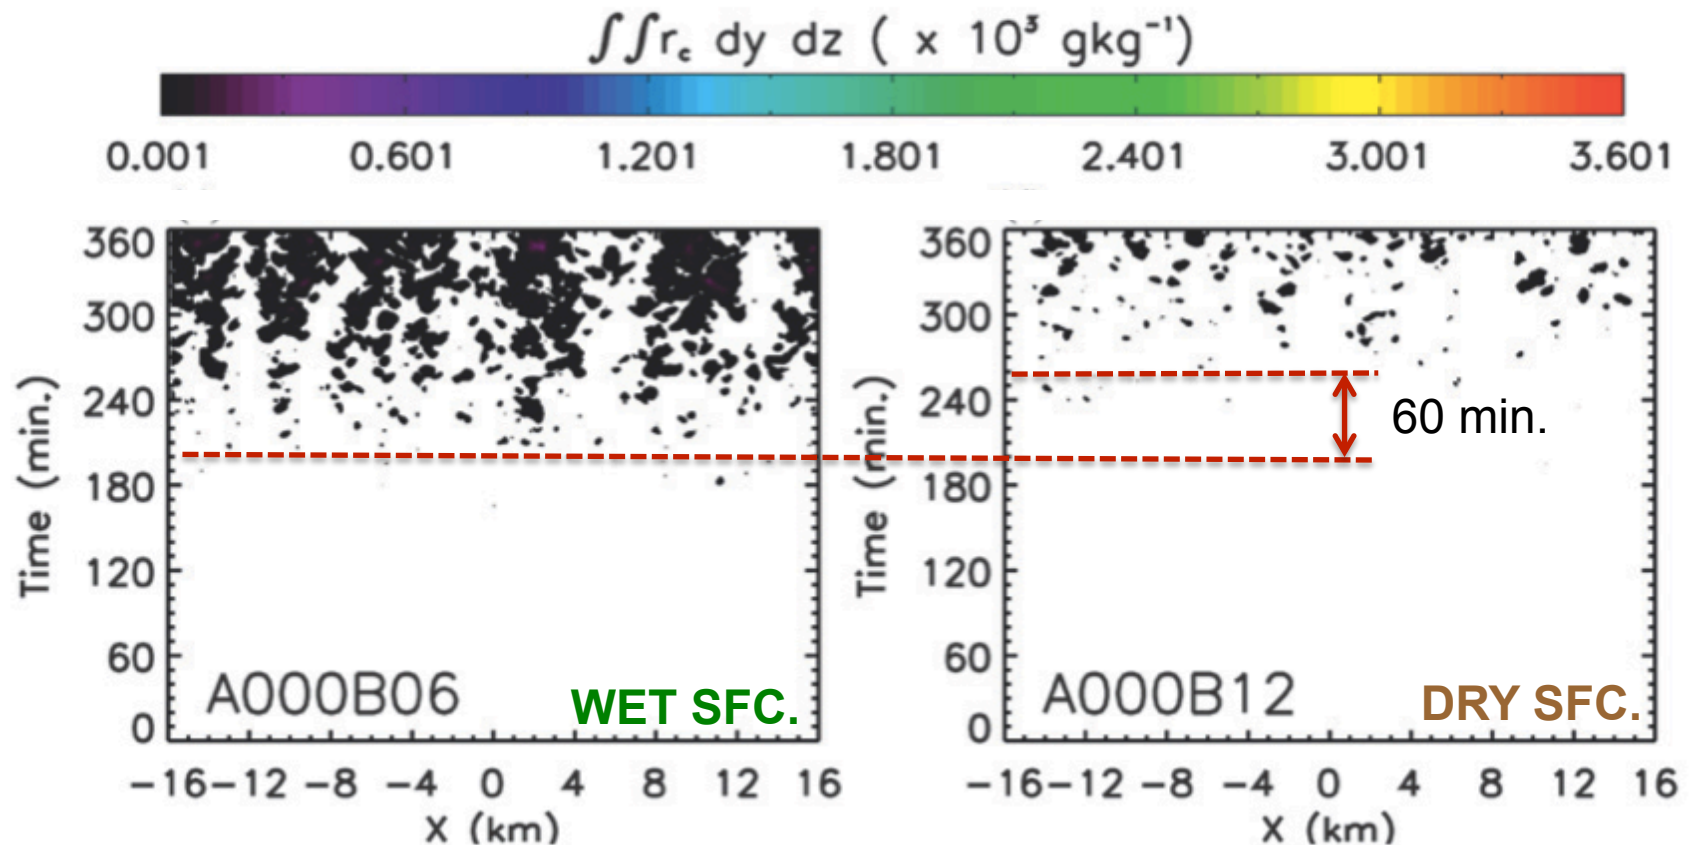 ∫∫r_c dy dz ( x 10³ gkg⁻¹)
0.001 0.601 1.201 1.801 2.401 3.001 3.601
360 300 240 180 120 60 0
Time (min.)
A000B06
WET SFC.
−16 −12 −8 −4 0 4 8 12 16
X (km)
360 300 240 180 120 60 0
Time (min.)
60 min.
A000B12
DRY SFC.
−16 −12 −8 −4 0 4 8 12 16
X (km)